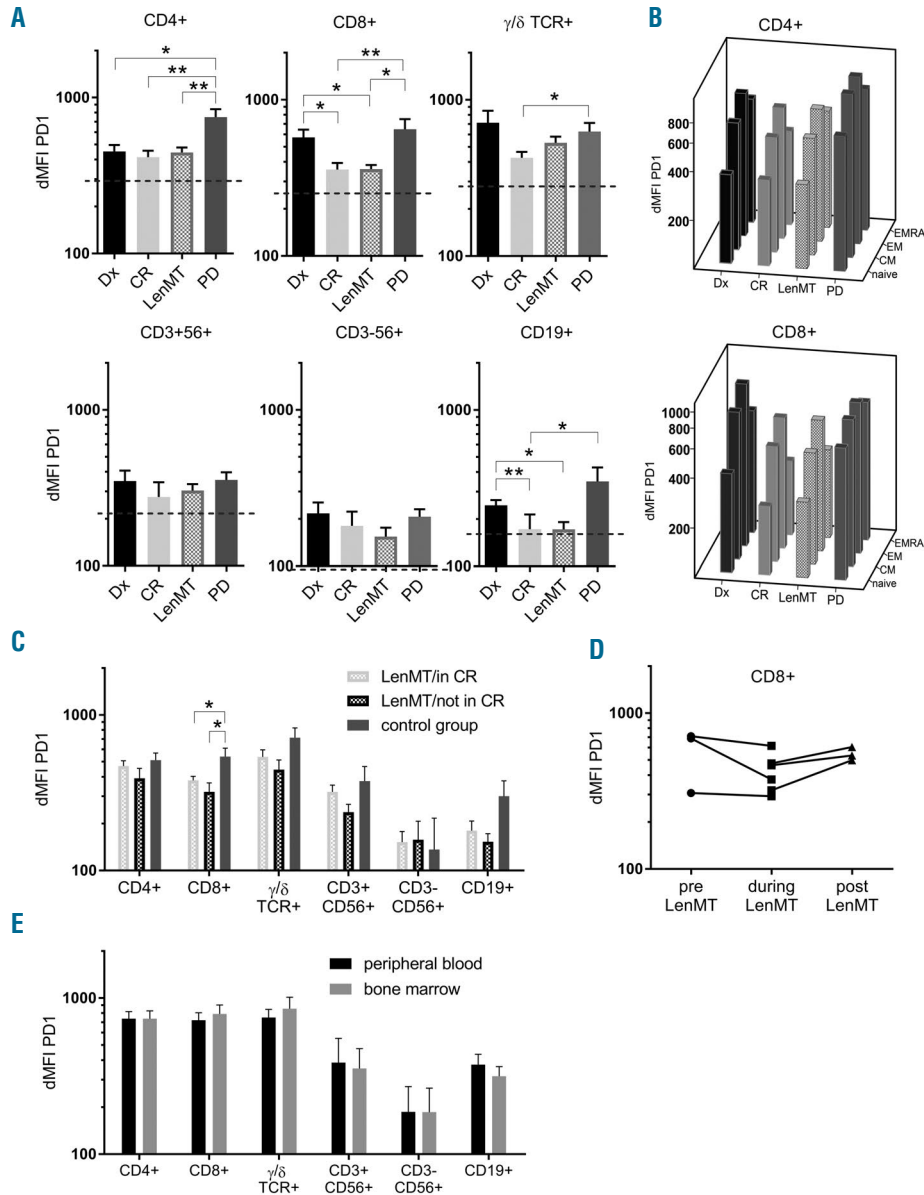 A
CD4+
CD8+
γ/δ TCR+
dMFI PD1
1000
100
*
**
**
Dx
CR
LenMT
PD
1000
100
**
*
*
*
Dx
CR
LenMT
PD
1000
100
*
Dx
CR
LenMT
PD
CD3+56+
CD3-56+
CD19+
dMFI PD1
1000
100
Dx
CR
LenMT
PD
1000
100
Dx
CR
LenMT
PD
1000
100
*
*
**
Dx
CR
LenMT
PD
B
CD4+
dMFI PD1
800
600
400
200
EMRA
EM
CM
naive
Dx
CR
LenMT
PD
CD8+
dMFI PD1
1000
800
600
400
200
EMRA
EM
CM
naive
Dx
CR
LenMT
PD
C
LenMT/in CR
LenMT/not in CR
control group
dMFI PD1
1000
100
*
*
CD4+
CD8+
γ/δ
TCR+
CD3+
CD56+
CD3-
CD56+
CD19+
D
CD8+
dMFI PD1
1000
100
pre
LenMT
during
LenMT
post
LenMT
E
peripheral blood
bone marrow
dMFI PD1
1000
100
CD4+
CD8+
γ/δ
TCR+
CD3+
CD56+
CD3-
CD56+
CD19+